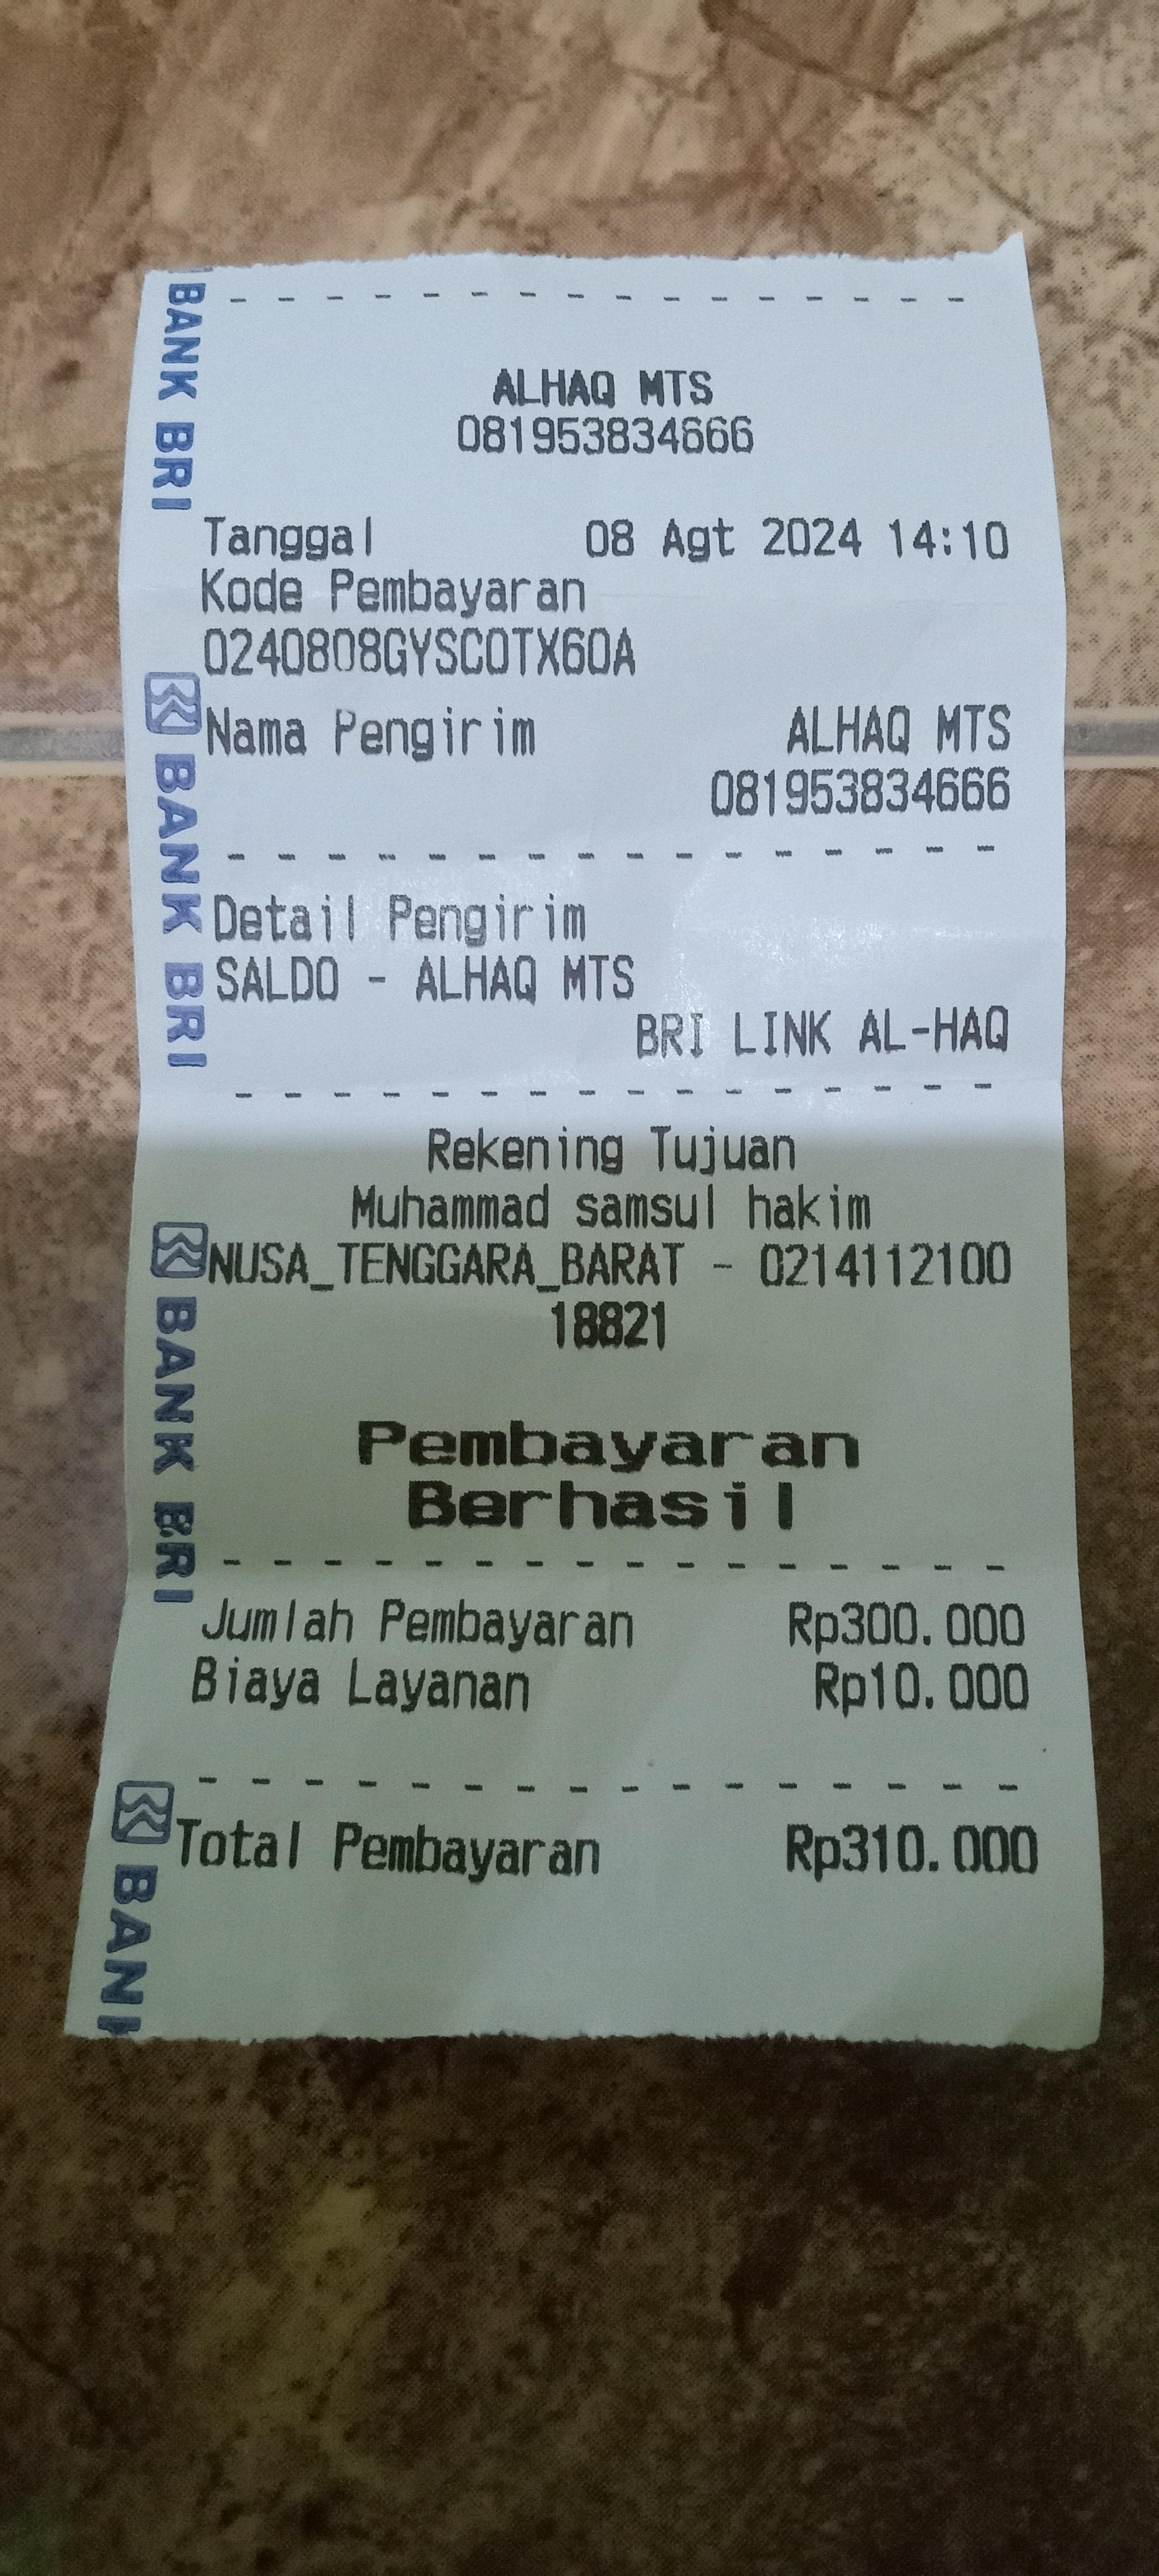 BANK BRI
- - - - - - - - - - - - - - - -
ALHAQ MTS
081953834666
Tanggal 08 Agt 2024 14:10
Kode Pembayaran
0240808GYSCOTX60A
Nama Pengirim ALHAQ MTS
081953834666
BANK BRI
- - - - - - - - - - - - - - - -
Detail Pengirim
SALDO - ALHAQ MTS
BRI LINK AL-HAQ
- - - - - - - - - - - - - - - -
Rekening Tujuan
Muhammad samsul hakim
NUSA_TENGGARA_BARAT - 0214112100
18821
BANK BRI
Pembayaran
Berhasil
- - - - - - - - - - - - - - - -
Jumlah Pembayaran Rp300.000
Biaya Layanan Rp10.000
- - - - - - - - - - - - - - - -
Total Pembayaran Rp310.000
BANK